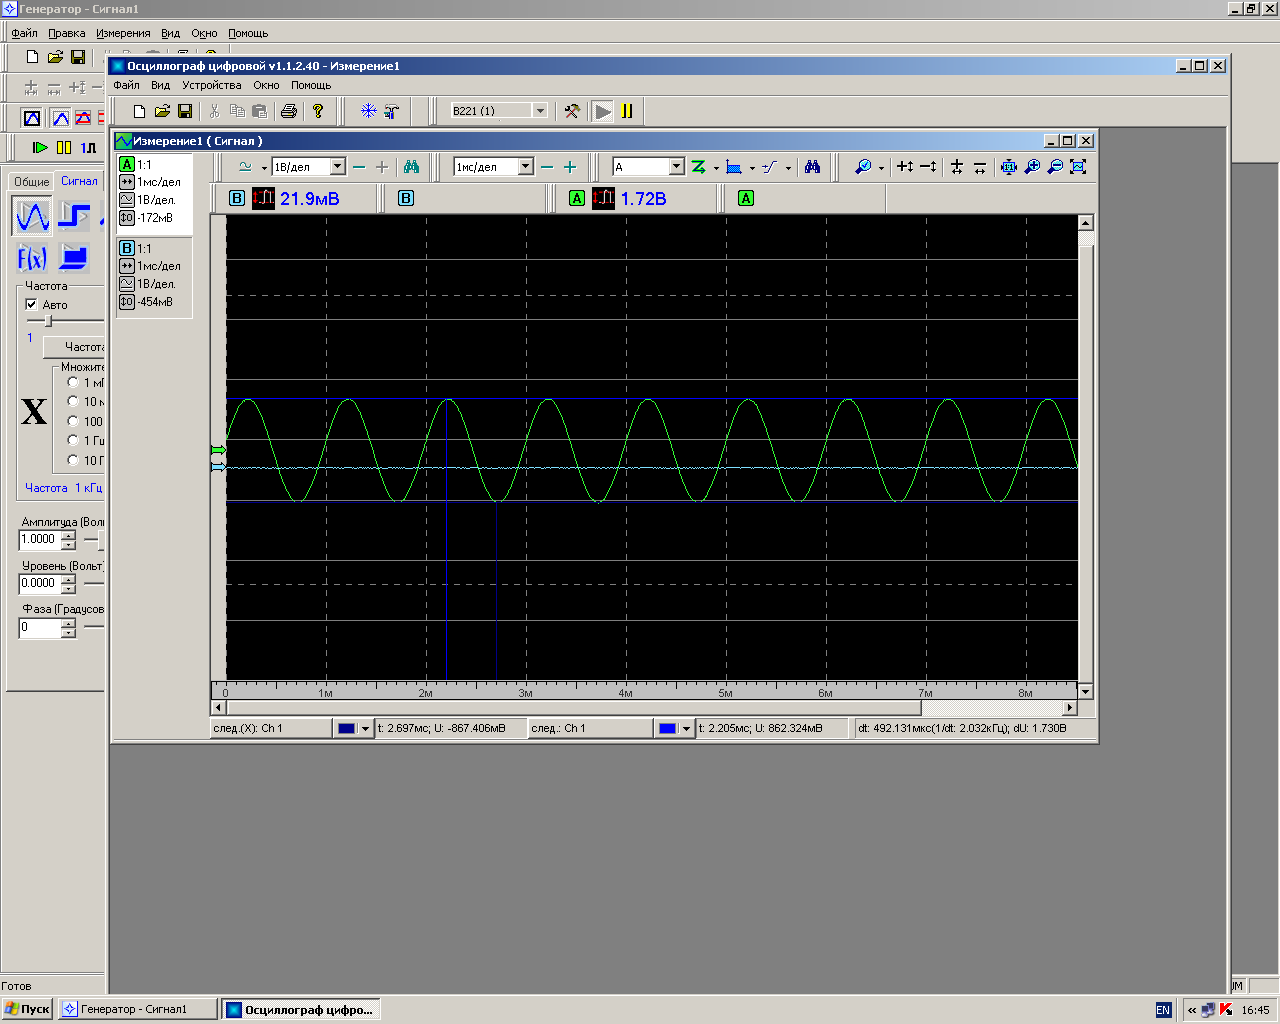 Генератор - Сигнал1
Файл Правка Измерения Вид Окно Помощь
Осциллограф цифровой v1.1.2.40 - Измерение1
Файл Вид Устройства Окно Помощь
B221 (1)
Измерение1 ( Сигнал )
A 1:1
1мс/дел
1В/дел.
-172мВ
B 1:1
1мс/дел
1В/дел.
-454мВ
1В/дел
1мс/дел
A
B 21.9мВ
B
A 1.72В
A
Общие Сигнал
F(x)
Частота
Авто
1
Частота
Множите
X
1 мГ
10 м
100
1 Гц
10 Г
Частота 1 кГц
Амплитуда (Воль
1.0000
Уровень (Вольт)
0.0000
Фаза (Градусов
0
0 1м 2м 3м 4м 5м 6м 7м 8м
след.(X): Ch 1
t: 2.697мс; U: -867.406мВ
след.: Ch 1
t: 2.205мс; U: 862.324мВ
dt: 492.131мкс(1/dt: 2.032кГц); dU: 1.730В
Готов
UM
Пуск
Генератор - Сигнал1
Осциллограф цифро...
EN
«
16:45